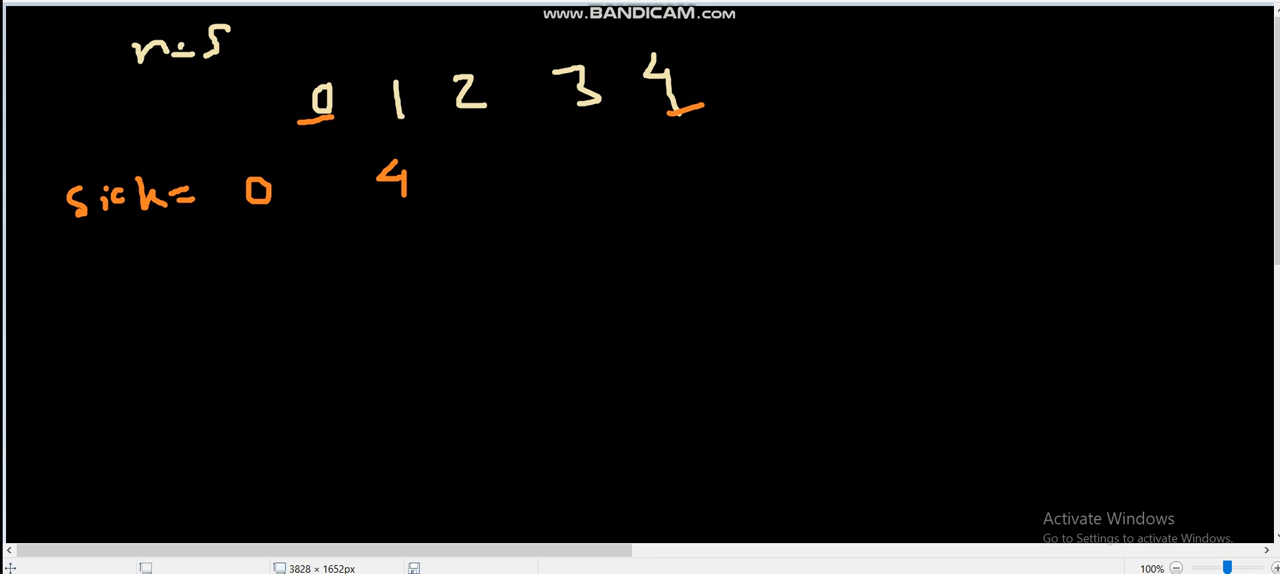 www.BANDICAM.com
n=5
0 1 2 3 4
sick= 0 4
Activate Windows
Go to Settings to activate Windows.
3828 × 1652px
100%